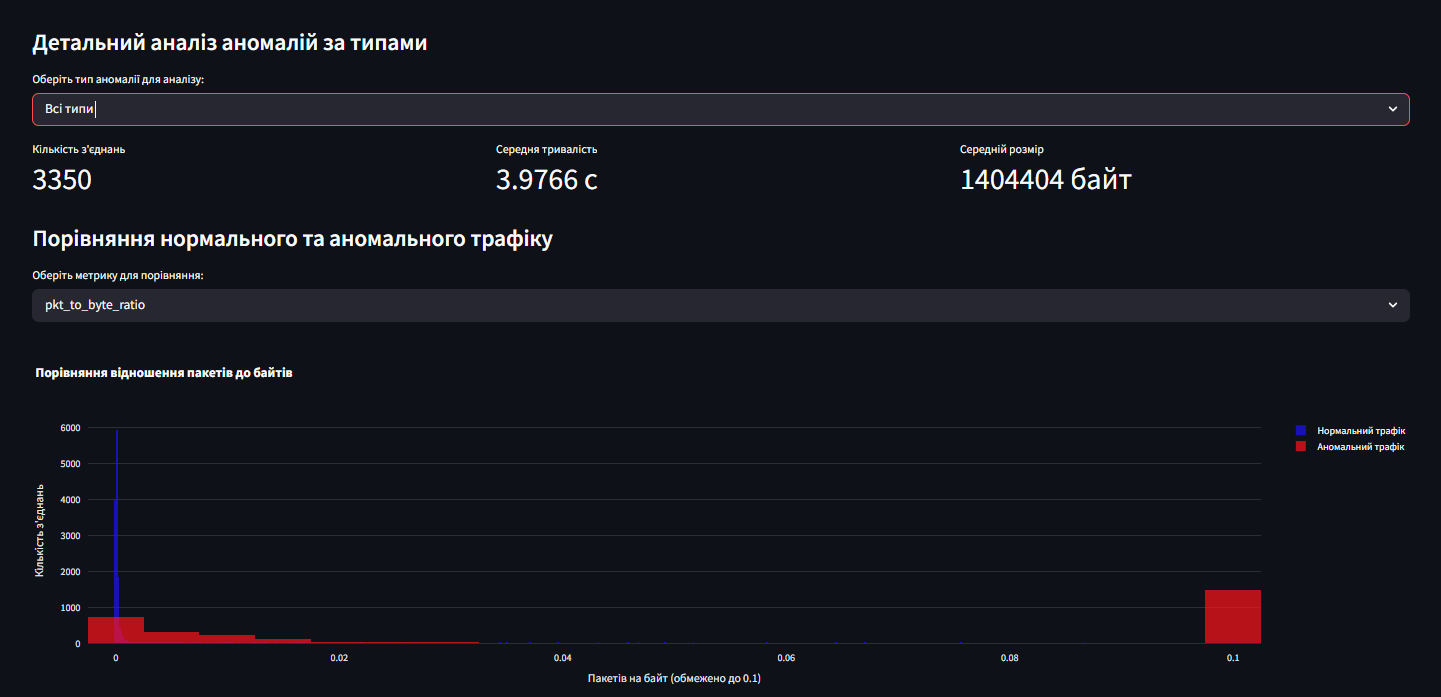 Детальний аналіз аномалій за типами
Оберіть тип аномалії для аналізу:
Всі типи
Кількість з'єднань
Середня тривалість
Середній розмір
3350
3.9766 с
1404404 байт
Порівняння нормального та аномального трафіку
Оберіть метрику для порівняння:
pkt_to_byte_ratio
Порівняння відношення пакетів до байтів
Кількість з'єднань
6000
5000
4000
3000
2000
1000
0
0
0.02
0.04
0.06
0.08
0.1
Пакетів на байт (обмежено до 0.1)
Нормальний трафік
Аномальний трафік